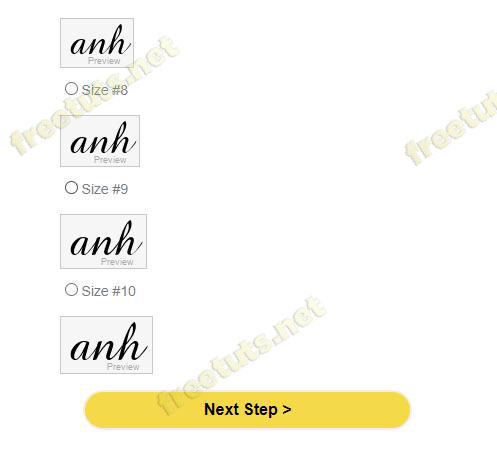 anh
Preview
Size #8
freetuts.net
freetuts
anh
Preview
Size #9
anh
Preview
Size #10
anh
Preview
freetuts.net
Next Step >